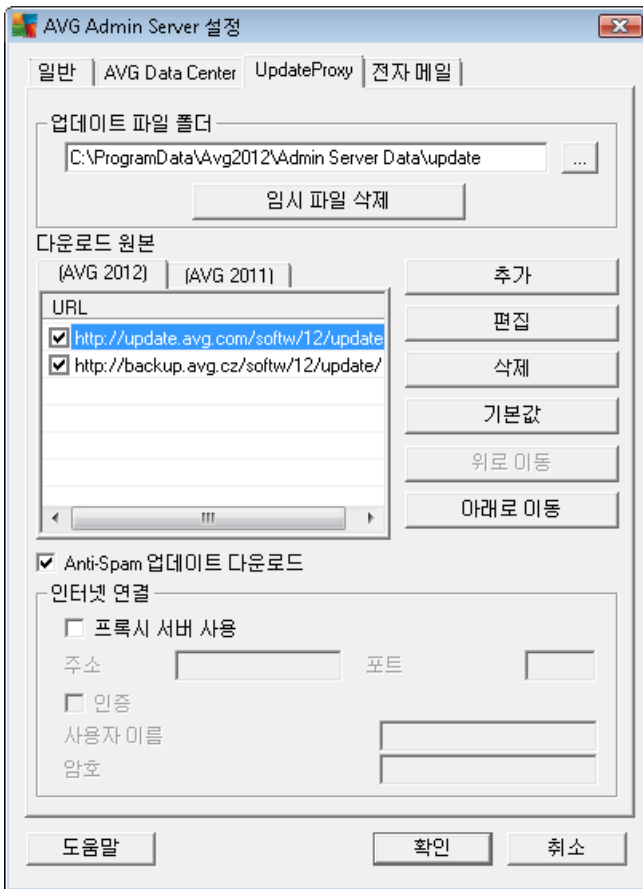 AVG Admin Server 설정
일반 AVG Data Center UpdateProxy 전자 메일
업데이트 파일 폴더
C:\ProgramData\Avg2012\Admin Server Data\update ...
임시 파일 삭제
다운로드 원본
(AVG 2012) (AVG 2011)
URL
http://update.avg.com/softw/12/update
http://backup.avg.cz/softw/12/update/
추가
편집
삭제
기본값
위로 이동
아래로 이동
Anti-Spam 업데이트 다운로드
인터넷 연결
프록시 서버 사용
주소 포트
인증
사용자 이름
암호
도움말 확인 취소